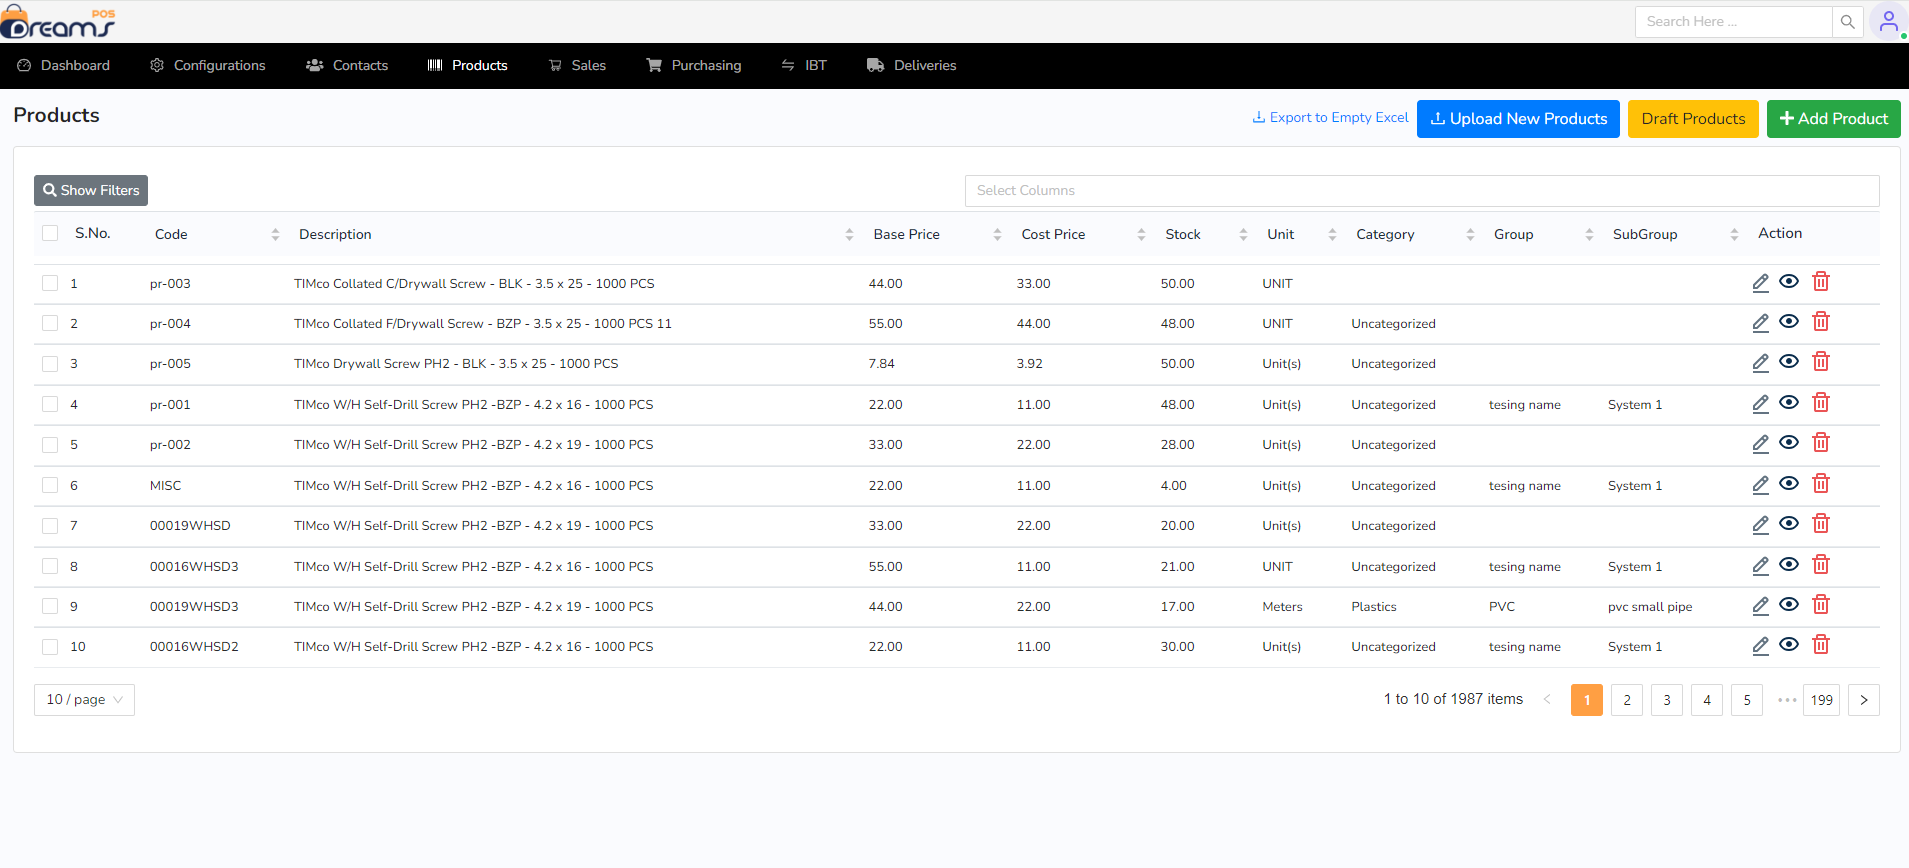 Dreams POS
Search Here ...
Dashboard Configurations Contacts Products Sales Purchasing IBT Deliveries
Products
Export to Empty Excel Upload New Products Draft Products Add Product
Show Filters
Select Columns
S.No. Code Description Base Price Cost Price Stock Unit Category Group SubGroup Action
1 pr-003 TIMco Collated C/Drywall Screw - BLK - 3.5 x 25 - 1000 PCS 44.00 33.00 50.00 UNIT
2 pr-004 TIMco Collated F/Drywall Screw - BZP - 3.5 x 25 - 1000 PCS 11 55.00 44.00 48.00 UNIT Uncategorized
3 pr-005 TIMco Drywall Screw PH2 - BLK - 3.5 x 25 - 1000 PCS 7.84 3.92 50.00 Unit(s) Uncategorized
4 pr-001 TIMco W/H Self-Drill Screw PH2 -BZP - 4.2 x 16 - 1000 PCS 22.00 11.00 48.00 Unit(s) Uncategorized tesing name System 1
5 pr-002 TIMco W/H Self-Drill Screw PH2 -BZP - 4.2 x 19 - 1000 PCS 33.00 22.00 28.00 Unit(s) Uncategorized
6 MISC TIMco W/H Self-Drill Screw PH2 -BZP - 4.2 x 16 - 1000 PCS 22.00 11.00 4.00 Unit(s) Uncategorized tesing name System 1
7 00019WHSD TIMco W/H Self-Drill Screw PH2 -BZP - 4.2 x 19 - 1000 PCS 33.00 22.00 20.00 Unit(s) Uncategorized
8 00016WHSD3 TIMco W/H Self-Drill Screw PH2 -BZP - 4.2 x 16 - 1000 PCS 55.00 11.00 21.00 UNIT Uncategorized tesing name System 1
9 00019WHSD3 TIMco W/H Self-Drill Screw PH2 -BZP - 4.2 x 19 - 1000 PCS 44.00 22.00 17.00 Meters Plastics PVC pvc small pipe
10 00016WHSD2 TIMco W/H Self-Drill Screw PH2 -BZP - 4.2 x 16 - 1000 PCS 22.00 11.00 30.00 Unit(s) Uncategorized tesing name System 1
10 / page 1 to 10 of 1987 items < 1 2 3 4 5 ••• 199 >